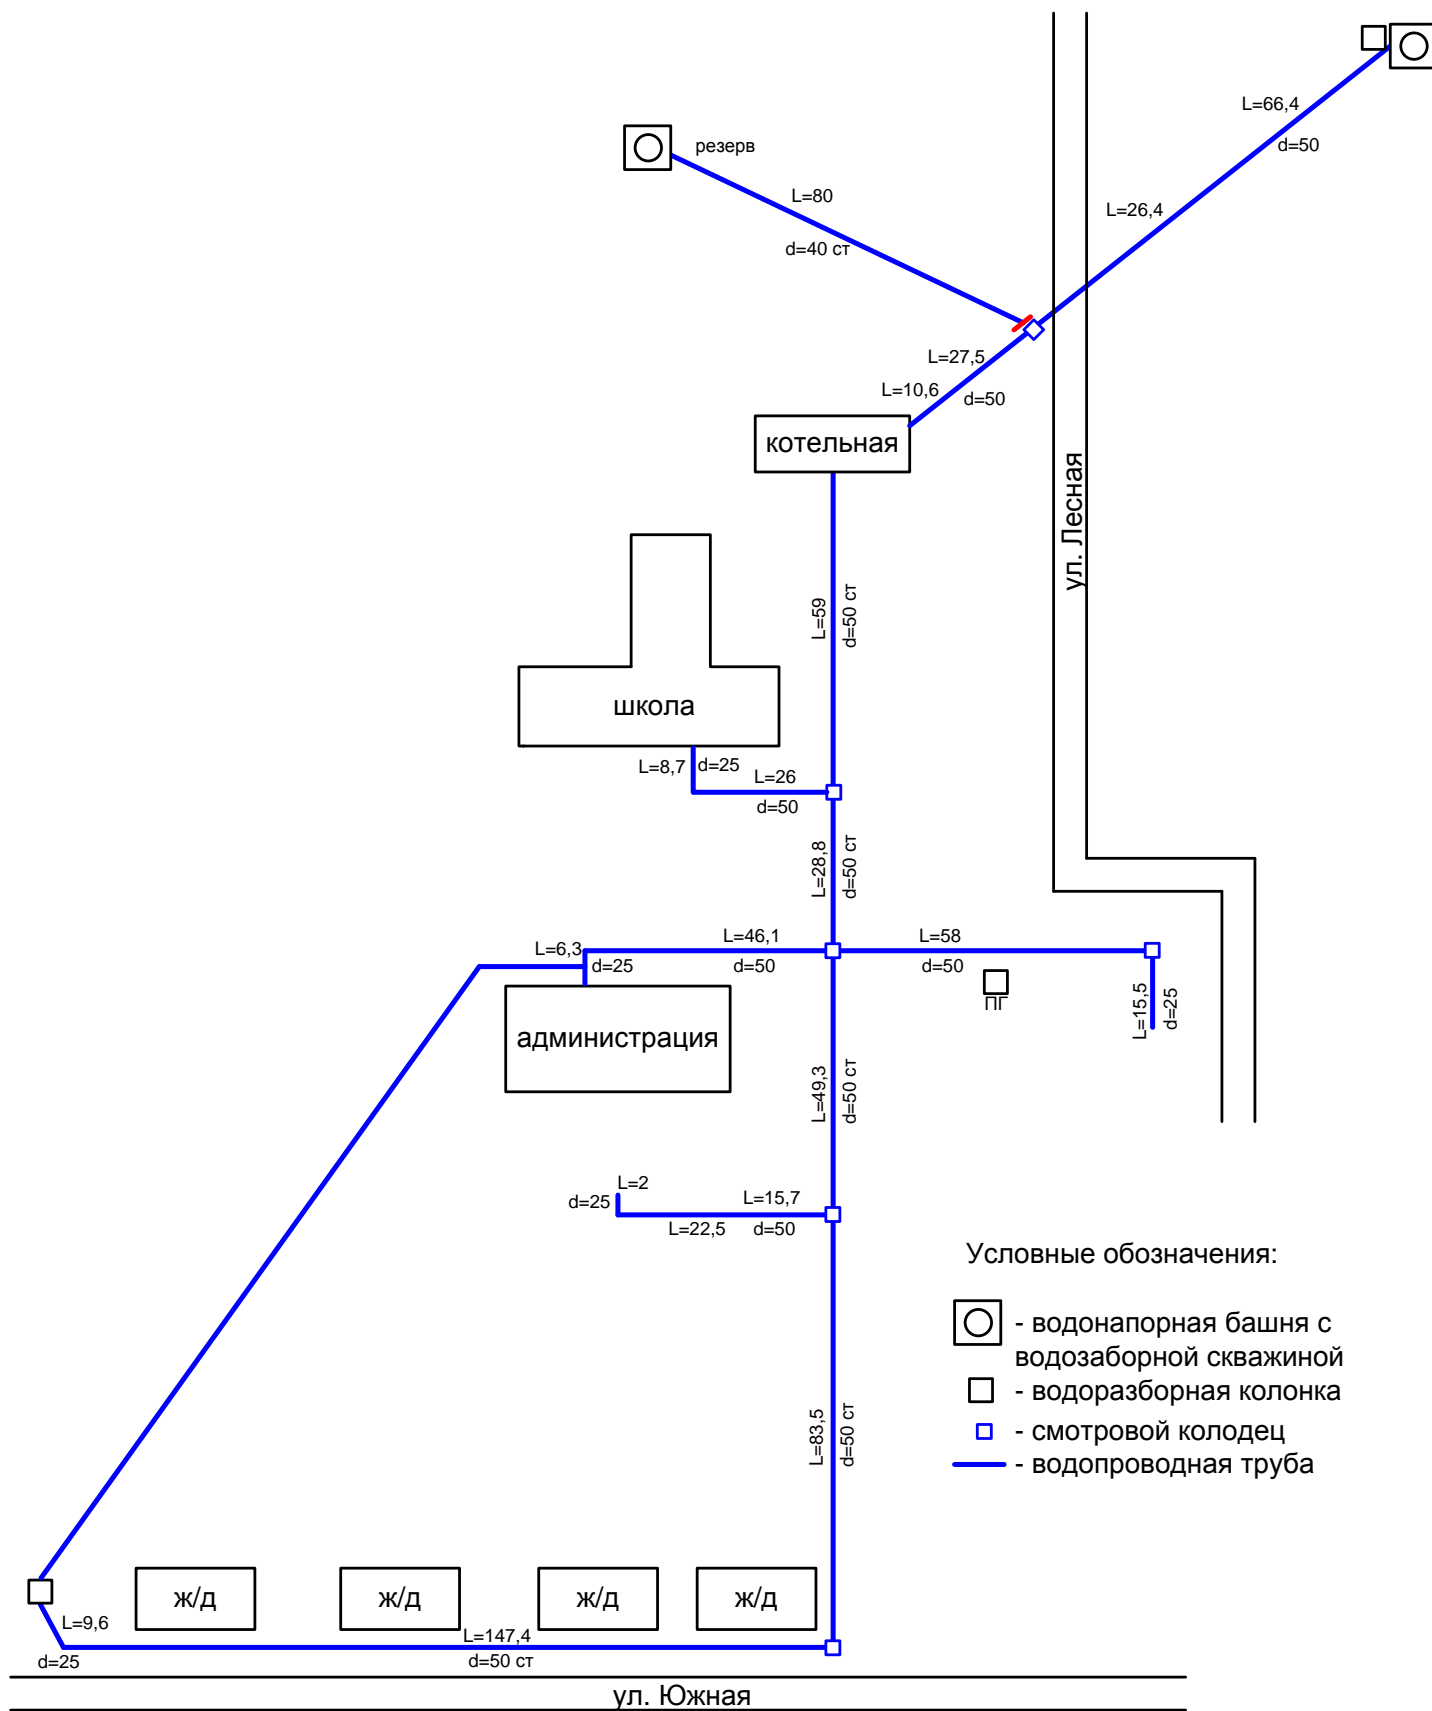 L=66,4
d=50
резерв
L=80
L=26,4
d=40 ст
L=27,5
L=10,6
d=50
котельная
ул. Лесная
L=59
d=50 ст
школа
L=8,7
d=25
L=26
d=50
L=28,8
d=50 ст
L=6,3
L=46,1
L=58
d=25
d=50
d=50
ПГ
L=15,5
d=25
администрация
L=49,3
d=50 ст
L=2
d=25
L=15,7
L=22,5
d=50
Условные обозначения:
- водонапорная башня с
водозаборной скважиной
- водоразборная колонка
- смотровой колодец
- водопроводная труба
L=83,5
d=50 ст
ж/д
ж/д
ж/д
ж/д
L=9,6
L=147,4
d=25
d=50 ст
ул. Южная